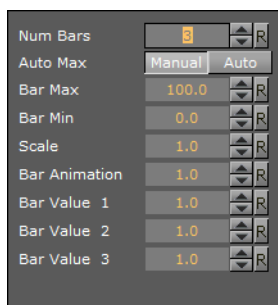 Num Bars 3 R
Auto Max Manual Auto
Bar Max 100.0 R
Bar Min 0.0 R
Scale 1.0 R
Bar Animation 1.0 R
Bar Value 1 1.0 R
Bar Value 2 1.0 R
Bar Value 3 1.0 R